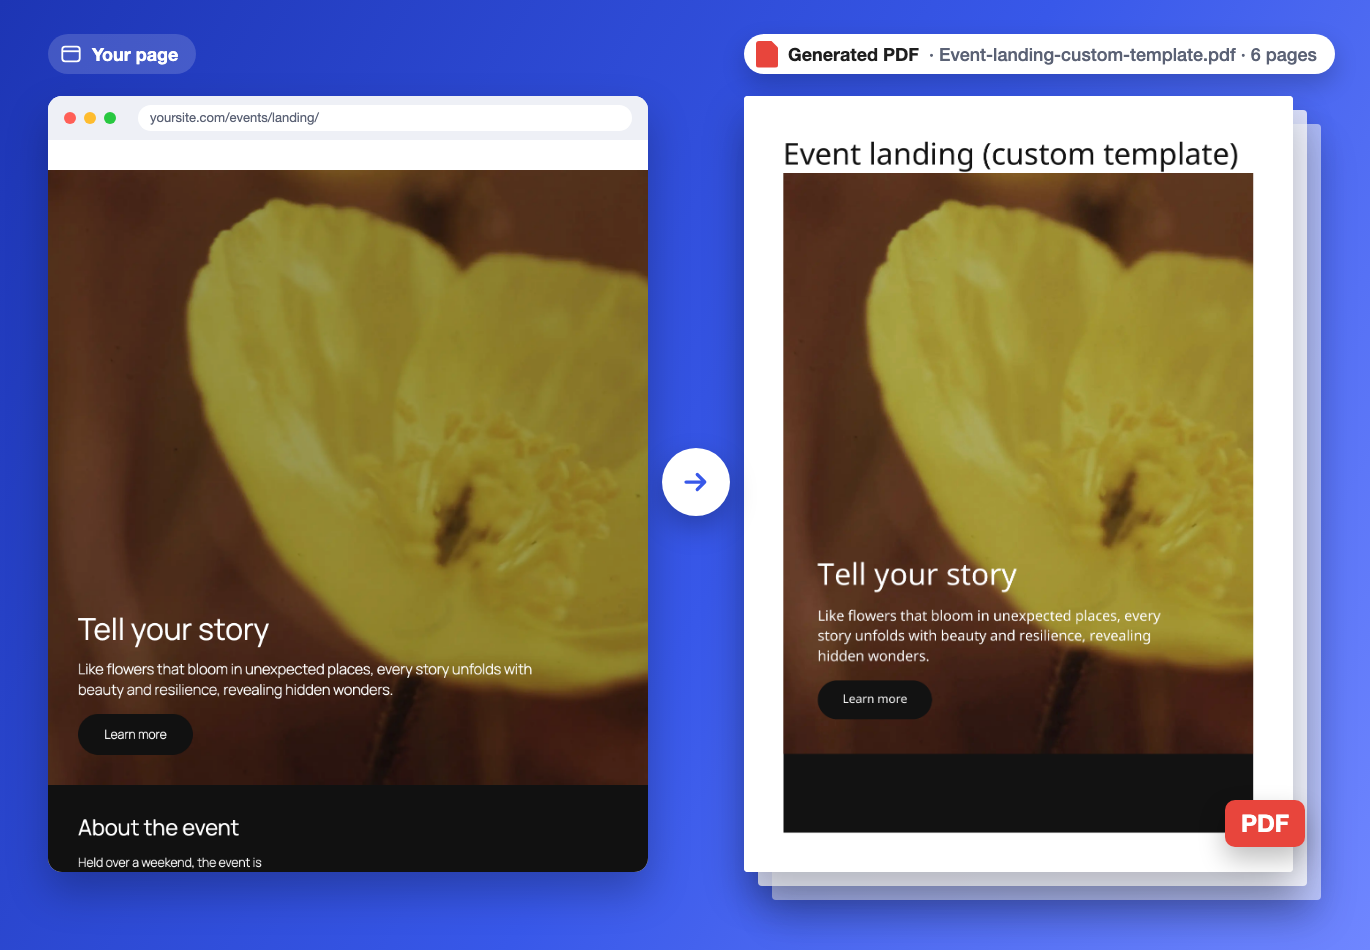 Your page
yoursite.com/events/landing/
Tell your story
Like flowers that bloom in unexpected places, every story unfolds with
beauty and resilience, revealing hidden wonders.
Learn more
About the event
Held over a weekend, the event is
Generated PDF · Event-landing-custom-template.pdf · 6 pages
Event landing (custom template)
Tell your story
Like flowers that bloom in unexpected places, every
story unfolds with beauty and resilience, revealing
hidden wonders.
Learn more
PDF